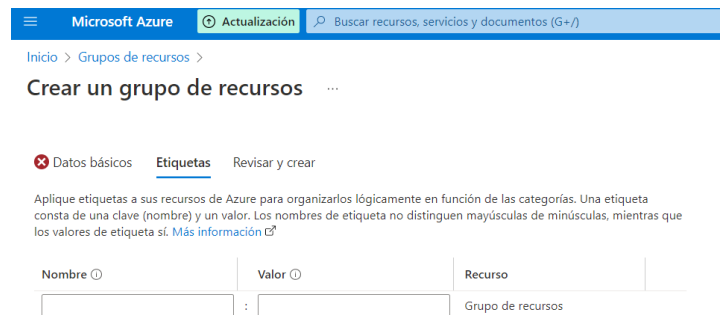 Microsoft Azure Actualización Buscar recursos, servicios y documentos (G+/)
Inicio > Grupos de recursos >
Crear un grupo de recursos ...
Datos básicos Etiquetas Revisar y crear
Aplique etiquetas a sus recursos de Azure para organizarlos lógicamente en función de las categorías. Una etiqueta
consta de una clave (nombre) y un valor. Los nombres de etiqueta no distinguen mayúsculas de minúsculas, mientras que
los valores de etiqueta sí. Más información
Nombre Valor Recurso
: Grupo de recursos